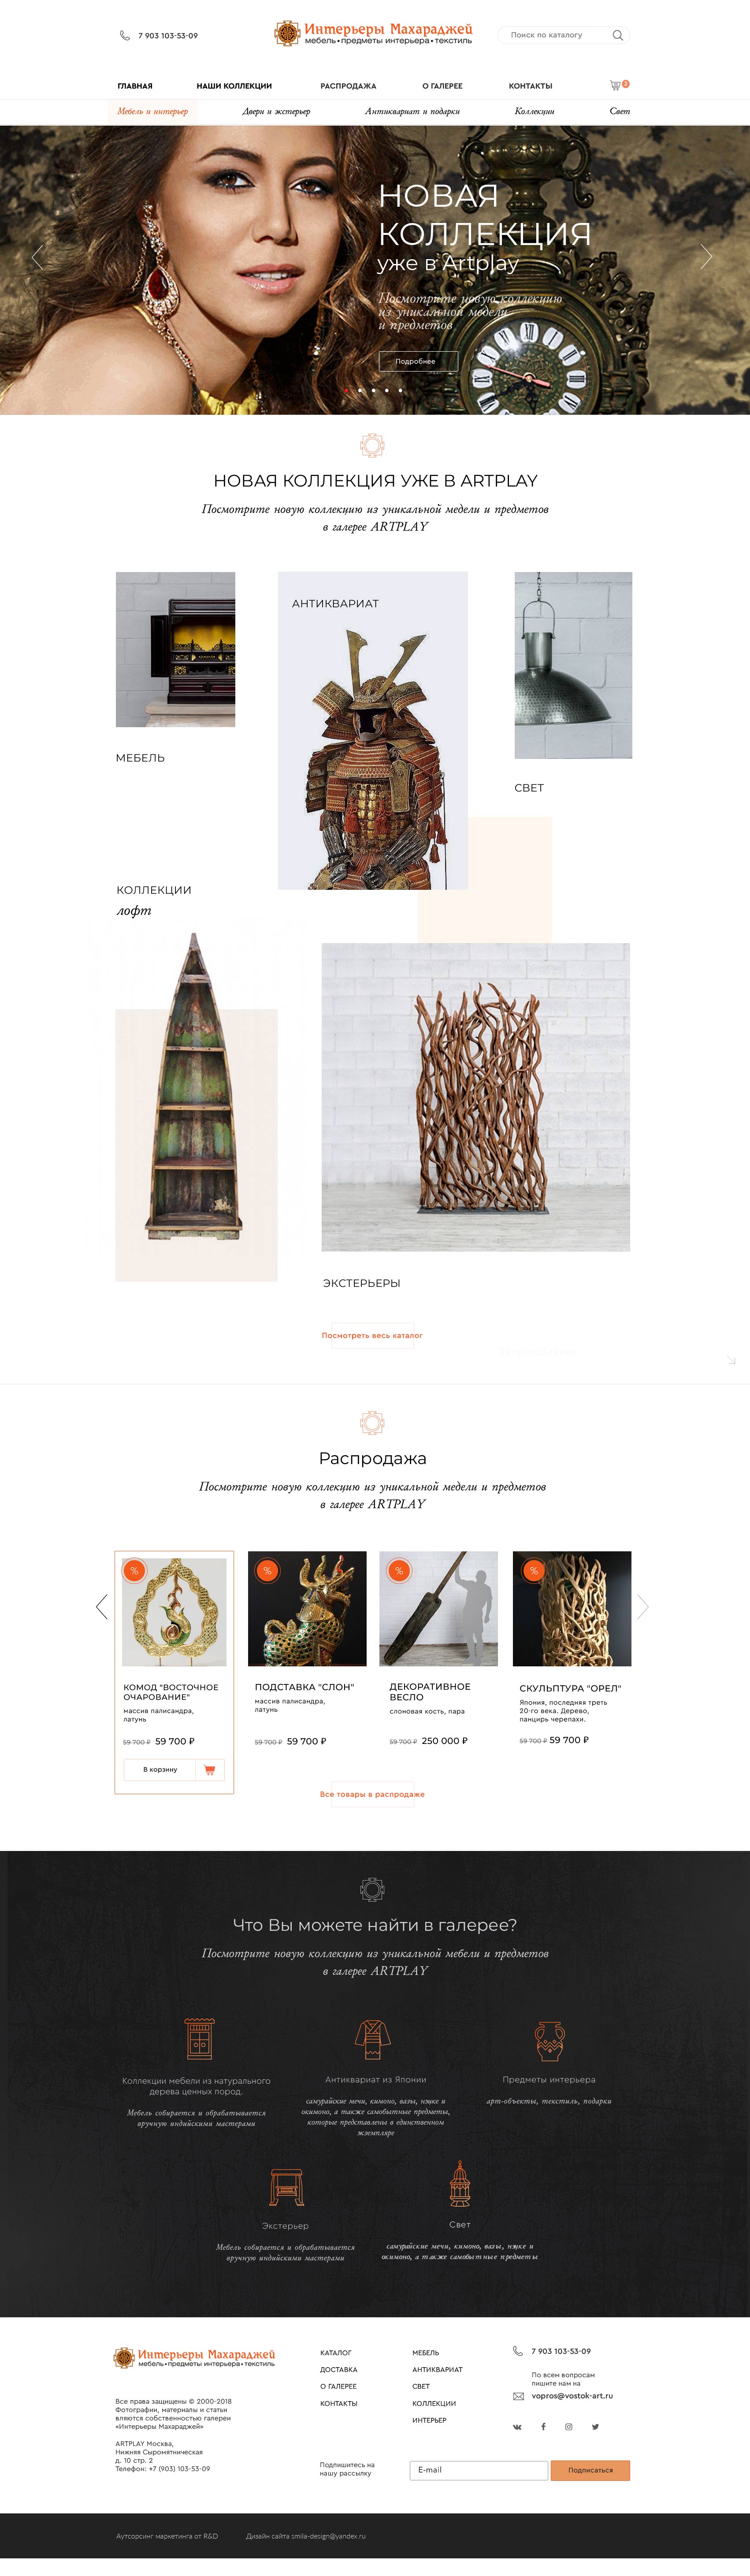 7 903 103-53-09
Интерьеры Махараджей
мебель•предметы интерьера•текстиль
Поиск по каталогу
ГЛАВНАЯ
НАШИ КОЛЛЕКЦИИ
РАСПРОДАЖА
О ГАЛЕРЕЕ
КОНТАКТЫ
3
Мебель и интерьер
Двери и экстерьер
Антиквариат и подарки
Коллекции
Свет
НОВАЯ
КОЛЛЕКЦИЯ
уже в Artplay
Посмотрите новую коллекцию
из уникальной медели
и предметов
Подробнее
НОВАЯ КОЛЛЕКЦИЯ УЖЕ В ARTPLAY
Посмотрите новую коллекцию из уникальной медели и предметов
в галерее ARTPLAY
АНТИКВАРИАТ
МЕБЕЛЬ
СВЕТ
КОЛЛЕКЦИИ
лофт
ЭКСТЕРЬЕРЫ
Посмотреть весь каталог
Распродажа
Посмотрите новую коллекцию из уникальной медели и предметов
в галерее ARTPLAY
%
%
%
%
КОМОД "ВОСТОЧНОЕ
ОЧАРОВАНИЕ"
массив палисандра,
латунь
59 700 ₽ 59 700 ₽
В корзину
ПОДСТАВКА "СЛОН"
массив палисандра,
латунь
59 700 ₽ 59 700 ₽
ДЕКОРАТИВНОЕ
ВЕСЛО
слоновая кость, пара
59 700 ₽ 250 000 ₽
СКУЛЬПТУРА "ОРЕЛ"
Япония, последняя треть
20-го века. Дерево,
панцирь черепахи.
59 700 ₽ 59 700 ₽
Все товары в распродаже
Что Вы можете найти в галерее?
Посмотрите новую коллекцию из уникальной мебели и предметов
в галерее ARTPLAY
Коллекции мебели из натурального
дерева ценных пород.
Мебель собирается и обрабатывается
вручную индийскими мастерами
Антиквариат из Японии
самурайские мечи, кимоно, вазы, нэцке и
окимоно, а также самобытные предметы,
которые представлены в единственном
экземпляре
Предметы интерьера
арт-объекты, текстиль, подарки
Экстерьер
Мебель собирается и обрабатывается
вручную индийскими мастерами
Свет
самурайские мечи, кимоно, вазы, нэцке и
окимоно, а также самобытные предметы
Интерьеры Махараджей
мебель•предметы интерьера•текстиль
Все права защищены © 2000-2018
Фотографии, материалы и статьи
вляются собственностью галереи
«Интерьеры Махараджей»
ARTPLAY Москва,
Нижняя Сыромятническая
д. 10 стр. 2
Телефон: +7 (903) 103-53-09
КАТАЛОГ
ДОСТАВКА
О ГАЛЕРЕЕ
КОНТАКТЫ
МЕБЕЛЬ
АНТИКВАРИАТ
СВЕТ
КОЛЛЕКЦИИ
ИНТЕРЬЕР
7 903 103-53-09
По всем вопросам
пишите нам на
vopros@vostok-art.ru
Подпишитесь на
нашу рассылку
E-mail
Подписаться
Аутсорсинг маркетинга от R&D
Дизайн сайта smila-design@yandex.ru